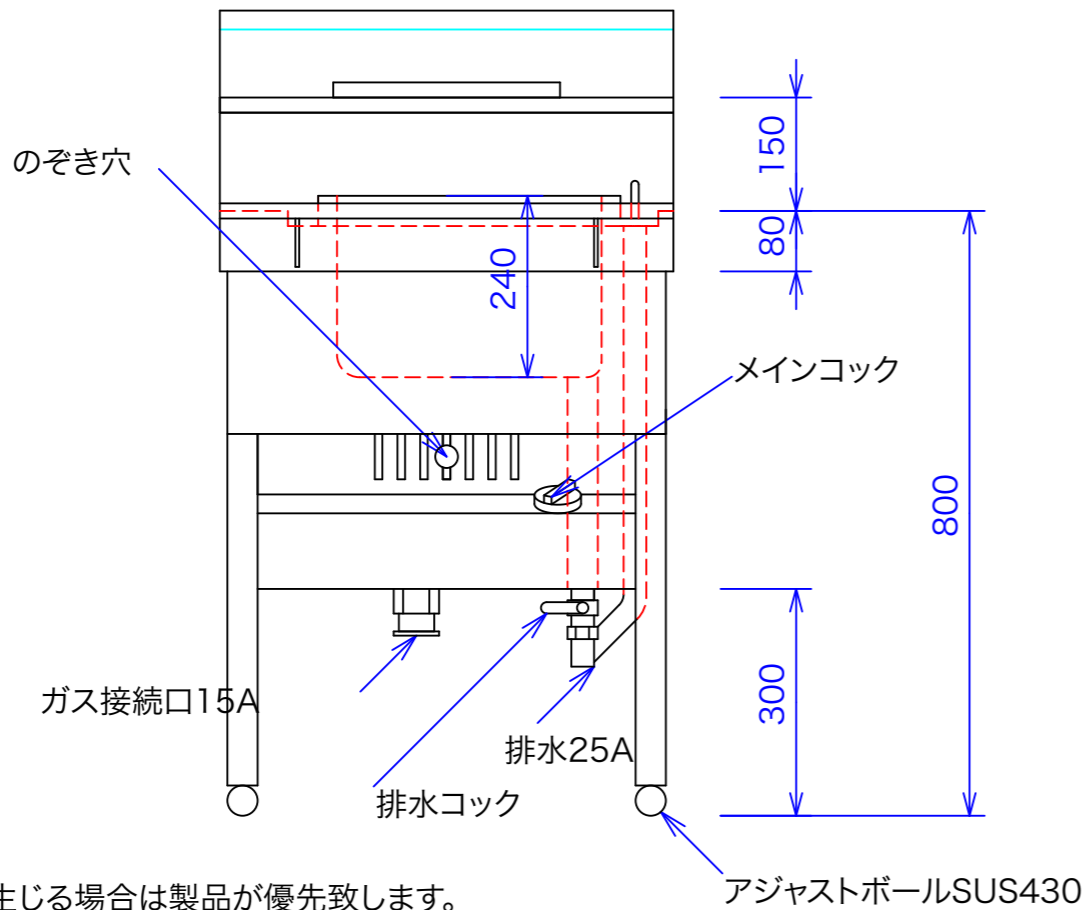 のぞき穴
150
80
240
メインコック
800
ガス接続口15A
300
排水25A
排水コック
アジャストボールSUS430
生じる場合は製品が優先致します。